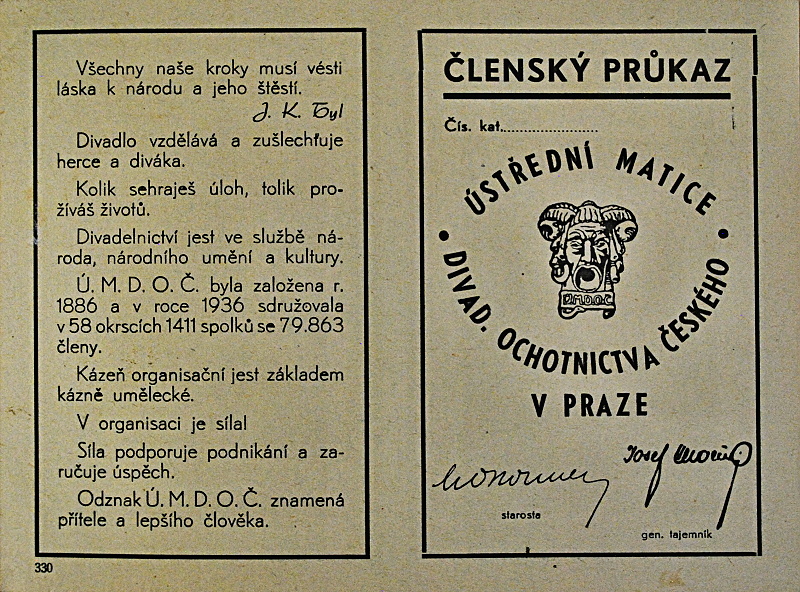 Všechny naše kroky musí vésti
láska k národu a jeho štěstí.
J. K. Tyl
Divadlo vzdělává a zušlechťuje
herce a diváka.
Kolik sehraješ úloh, tolik pro-
žíváš životů.
Divadelnictví jest ve službě ná-
roda, národního umění a kultury.
Ú. M. D. O. Č. byla založena r.
1886 a v roce 1936 sdružovala
v 58 okrscích 1411 spolků se 79.863
členy.
Kázeň organisační jest základem
kázně umělecké.
V organisaci je síla!
Síla podporuje podnikání a za-
ručuje úspěch.
Odznak Ú. M. D. O. Č. znamená
přítele a lepšího člověka.
330
ČLENSKÝ PRŮKAZ
Čís. kat.......................
ÚSTŘEDNÍ MATICE
• DIVAD. OCHOTNICTVA ČESKÉHO •
Ú.M.D.O.Č.
V PRAZE
Josef
starosta
gen. tajemník